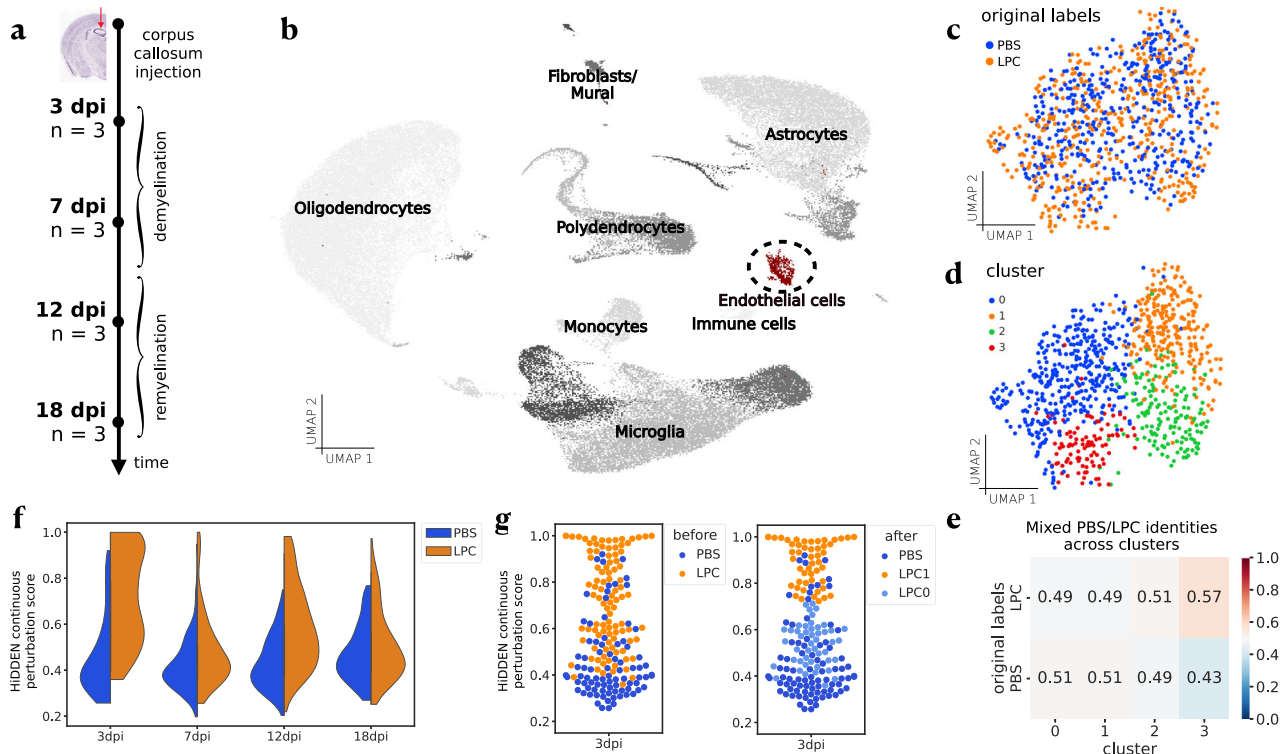 a
corpus
callosum
injection
3 dpi
n = 3
7 dpi
n = 3
demyelination
12 dpi
n = 3
18 dpi
n = 3
remyelination
time
b
Fibroblasts/
Mural
Astrocytes
Oligodendrocytes
Polydendrocytes
Endothelial cells
Immune cells
Monocytes
Microglia
UMAP 2
UMAP 1
c
original labels
PBS
LPC
UMAP 2
UMAP 1
d
cluster
0
1
2
3
UMAP 2
UMAP 1
e
Mixed PBS/LPC identities
across clusters
original labels
LPC
PBS
0.49 0.49 0.51 0.57
0.51 0.51 0.49 0.43
0 1 2 3
cluster
1.0
0.8
0.6
0.4
0.2
0.0
f
HiDDEN continuous
perturbation score
1.0
0.8
0.6
0.4
0.2
3dpi 7dpi 12dpi 18dpi
PBS
LPC
g
HiDDEN continuous
perturbation score
1.0
0.8
0.6
0.4
0.2
3dpi
before
PBS
LPC
1.0
0.8
0.6
0.4
0.2
3dpi
after
PBS
LPC1
LPC0